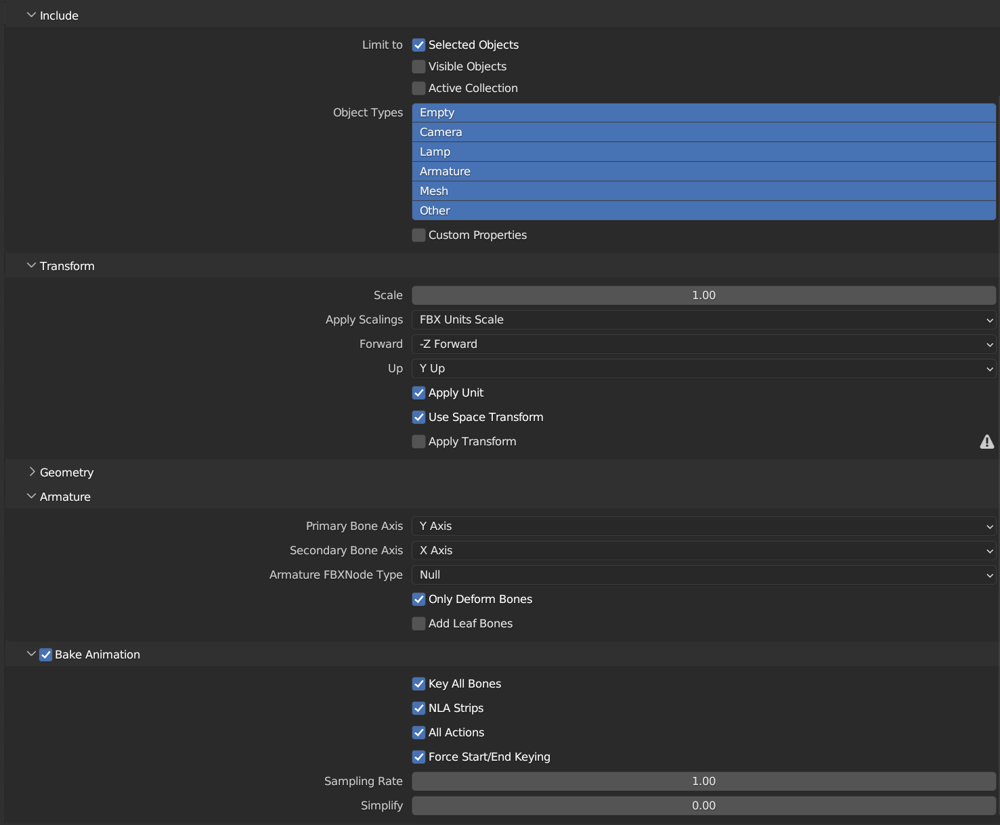 Include
Limit to Selected Objects
Visible Objects
Active Collection
Object Types Empty
Camera
Lamp
Armature
Mesh
Other
Custom Properties
Transform
Scale 1.00
Apply Scalings FBX Units Scale
Forward -Z Forward
Up Y Up
Apply Unit
Use Space Transform
Apply Transform
Geometry
Armature
Primary Bone Axis Y Axis
Secondary Bone Axis X Axis
Armature FBXNode Type Null
Only Deform Bones
Add Leaf Bones
Bake Animation
Key All Bones
NLA Strips
All Actions
Force Start/End Keying
Sampling Rate 1.00
Simplify 0.00